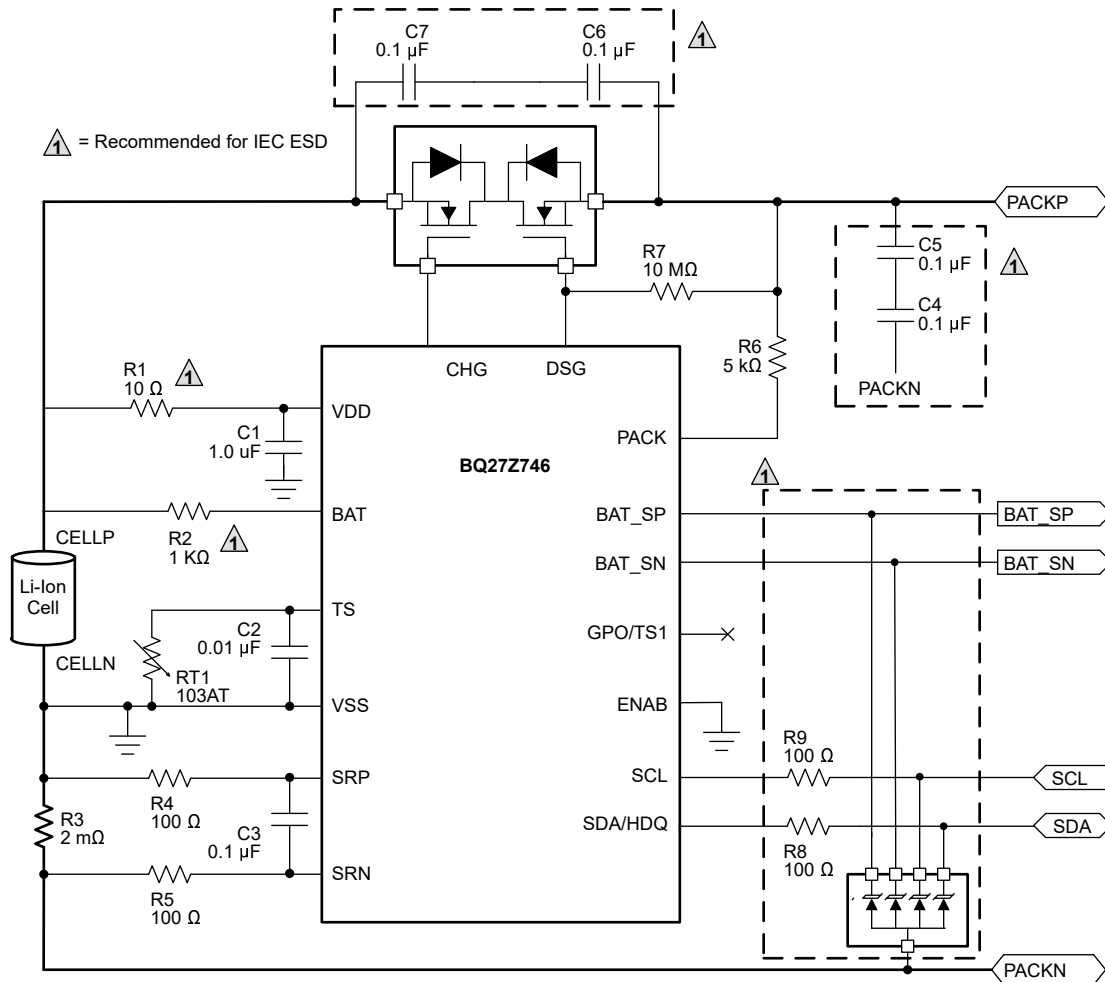 C7
0.1 µF
C6
0.1 µF
1
1 = Recommended for IEC ESD
PACKP
R7
10 MΩ
C5
0.1 µF
1
C4
0.1 µF
PACKN
R6
5 kΩ
R1
10 Ω
1
C1
1.0 uF
CHG
DSG
VDD
PACK
BQ27Z746
1
BAT
BAT_SP
BAT_SP
R2
1 KΩ
1
CELLP
BAT_SN
BAT_SN
Li-Ion
Cell
TS
C2
0.01 µF
GPO/TS1
CELLN
RT1
103AT
VSS
ENAB
R9
100 Ω
SRP
SCL
SCL
R4
100 Ω
R3
2 mΩ
C3
0.1 µF
SDA/HDQ
SDA
R8
100 Ω
SRN
R5
100 Ω
PACKN